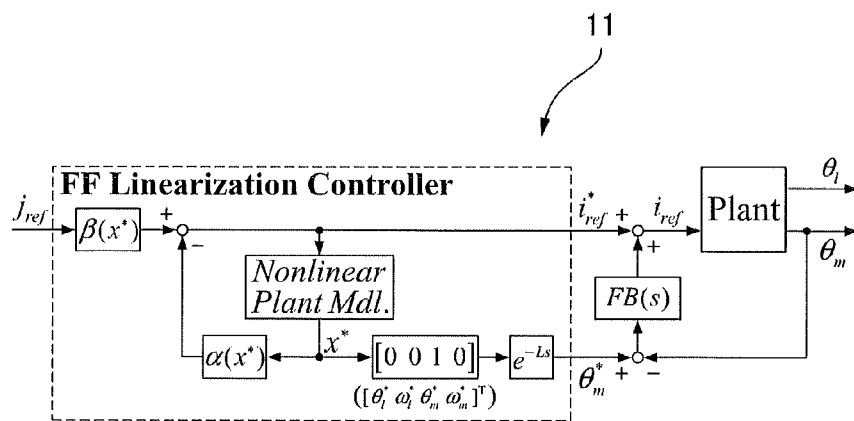 11
FF Linearization Controller
j_ref
β(x*)
+
−
i*_ref
+
+
i_ref
Plant
θ_l
θ_m
Nonlinear
Plant Mdl.
FB(s)
α(x*)
x*
[0 0 1 0]
e^{-Ls}
θ*_m
+
−
([θ*_l ω*_l θ*_m ω*_m]^T)